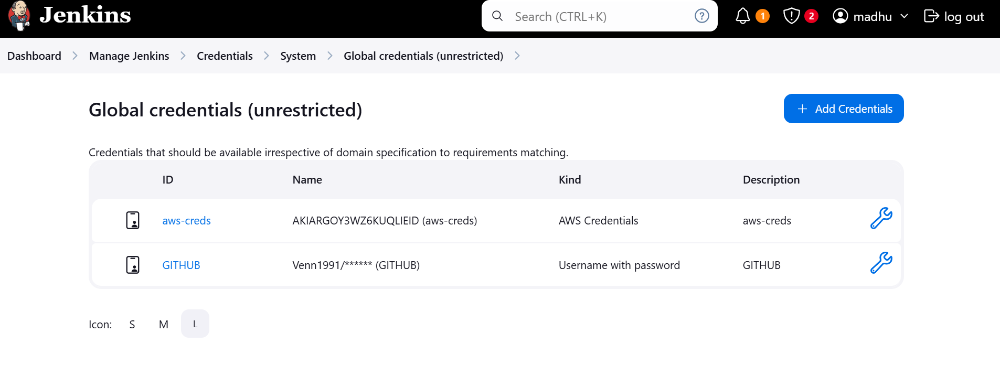 Jenkins
Search (CTRL+K)
?
1
2
madhu
log out
Dashboard
Manage Jenkins
Credentials
System
Global credentials (unrestricted)
Global credentials (unrestricted)
Add Credentials
Credentials that should be available irrespective of domain specification to requirements matching.
ID Name Kind Description
aws-creds AKIARGOY3WZ6KUQLIEID (aws-creds) AWS Credentials aws-creds
GITHUB Venn1991/****** (GITHUB) Username with password GITHUB
Icon: S M L